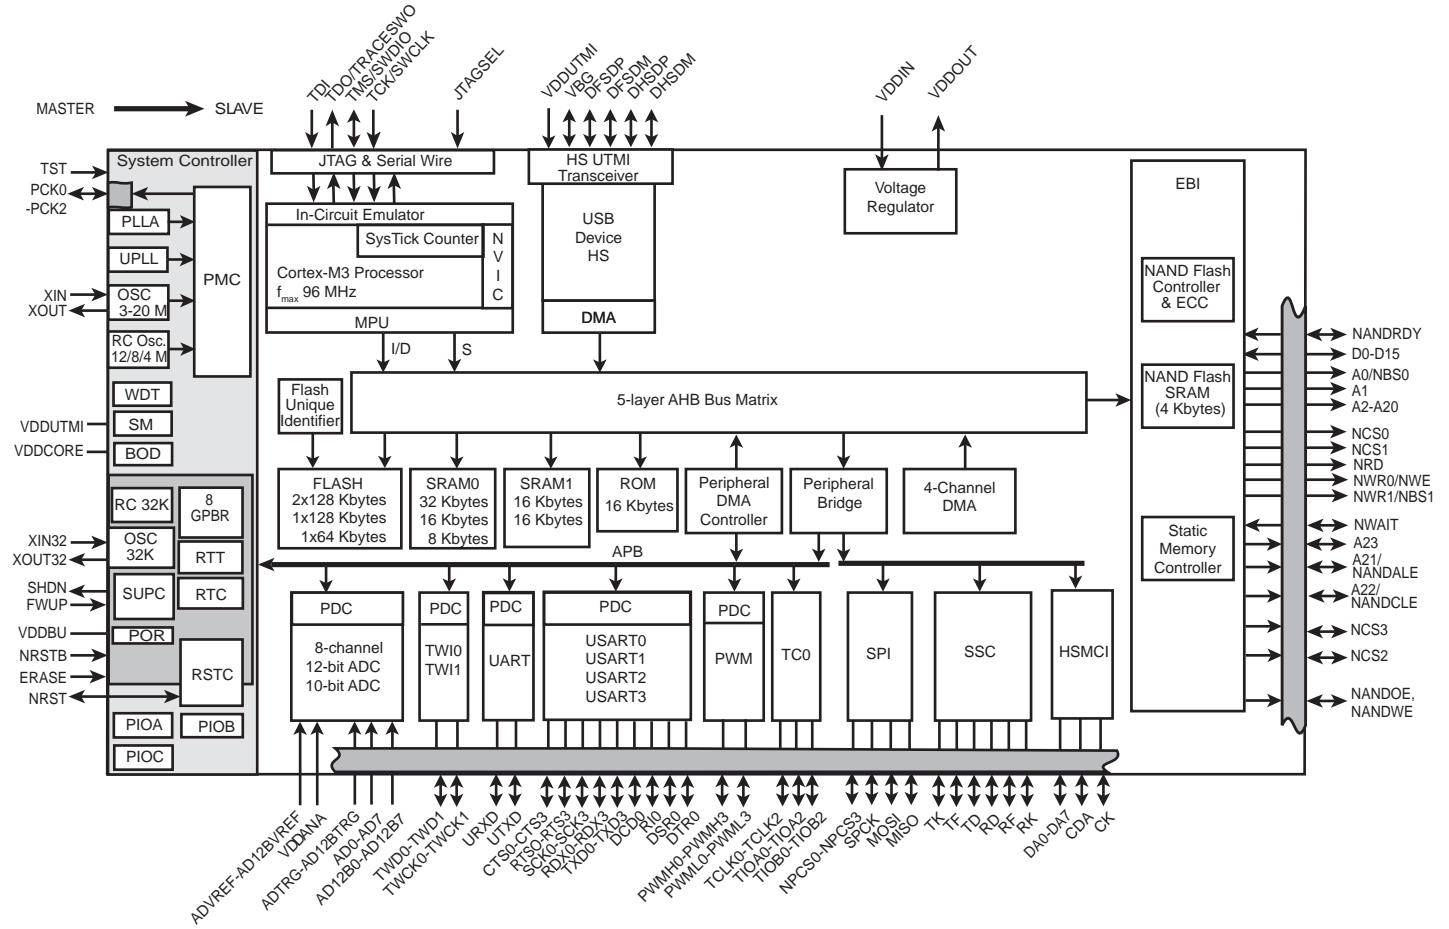 TDI
TDO/TRACESWO
TMS/SWDIO
TCK/SWCLK
JTAGSEL
VDDUTMI
VBG
DFSDP
DFSDM
DHSDP
DHSDM
VDDIN
VDDOUT
MASTER
SLAVE
System Controller
TST
PCK0
-PCK2
PLLA
UPLL
XIN
XOUT
OSC
3-20 M
RC Osc.
12/8/4 M
PMC
WDT
SM
BOD
VDDUTMI
VDDCORE
RC 32K
8
GPBR
OSC
32K
RTT
XIN32
XOUT32
SUPC
RTC
SHDN
FWUP
POR
VDDBU
NRSTB
ERASE
NRST
RSTC
PIOA
PIOB
PIOC
JTAG & Serial Wire
In-Circuit Emulator
SysTick Counter
N
V
I
C
Cortex-M3 Processor
fmax 96 MHz
MPU
I/D
S
HS UTMI
Transceiver
USB
Device
HS
DMA
Voltage
Regulator
EBI
NAND Flash
Controller
& ECC
NAND Flash
SRAM
(4 Kbytes)
Static
Memory
Controller
Flash
Unique
Identifier
5-layer AHB Bus Matrix
FLASH
2x128 Kbytes
1x128 Kbytes
1x64 Kbytes
SRAM0
32 Kbytes
16 Kbytes
8 Kbytes
SRAM1
16 Kbytes
16 Kbytes
ROM
16 Kbytes
Peripheral
DMA
Controller
Peripheral
Bridge
4-Channel
DMA
APB
PDC
8-channel
12-bit ADC
10-bit ADC
PDC
TWI0
TWI1
PDC
UART
PDC
USART0
USART1
USART2
USART3
PDC
PWM
TC0
SPI
SSC
HSMCI
NANDRDY
D0-D15
A0/NBS0
A1
A2-A20
NCS0
NCS1
NRD
NWR0/NWE
NWR1/NBS1
NWAIT
A23
A21/
NANDALE
A22/
NANDCLE
NCS3
NCS2
NANDOE,
NANDWE
ADVREF-AD12BVREF
VDDANA
ADTRG-AD12BTRG
AD0-AD7
AD12B0-AD12B7
TWD0-TWD1
TWCK0-TWCK1
URXD
UTXD
CTS0-CTS3
RTSO-RTS3
SCK0-SCK3
RDX0-RDX3
TXD0-TXD3
DCD0
RI0
DSR0
DTR0
PWMH0-PWMH3
PWML0-PWML3
TCLK0-TCLK2
TIOA0-TIOA2
TIOB0-TIOB2
NPCS0-NPCS3
SPCK
MOSI
MISO
TK
TF
TD
RD
RF
RK
DA0-DA7
CDA
CK